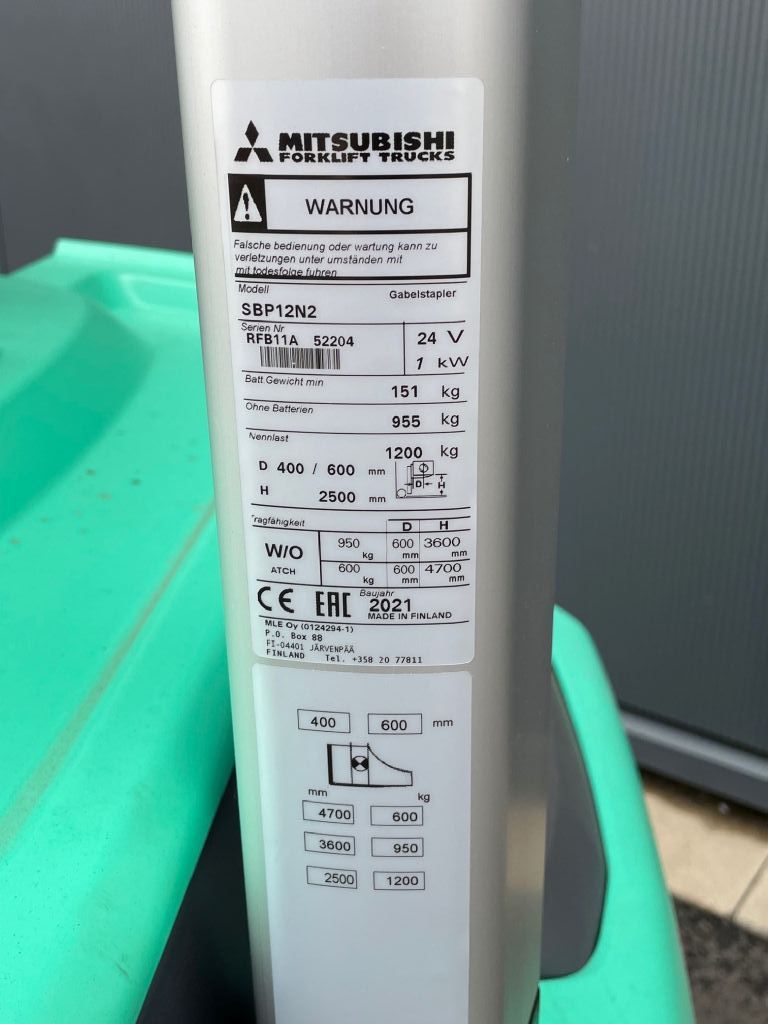 MITSUBISHI
FORKLIFT TRUCKS
WARNUNG
Falsche bedienung oder wartung kann zu
verletzungen unter umständen mit
mit todesfolge fuhren
Modell
Gabelstapler
SBP12N2
Serien Nr
RFB11A 52204
24 V
1 kW
Batt.Gewicht min
151 kg
Ohne Batterien
955 kg
Nennlast
1200 kg
D 400 / 600 mm
D H
H 2500 mm
Tragfähigkeit D H
W/O 950 kg 600 mm 3600 mm
ATCH 600 kg 600 mm 4700 mm
CE EAC Baujahr
2021
MADE IN FINLAND
MLE Oy (0124294-1)
P.O. Box 88
FI-04401 JÄRVENPÄÄ
FINLAND Tel. +358 20 77811
400 600 mm
mm kg
4700 600
3600 950
2500 1200